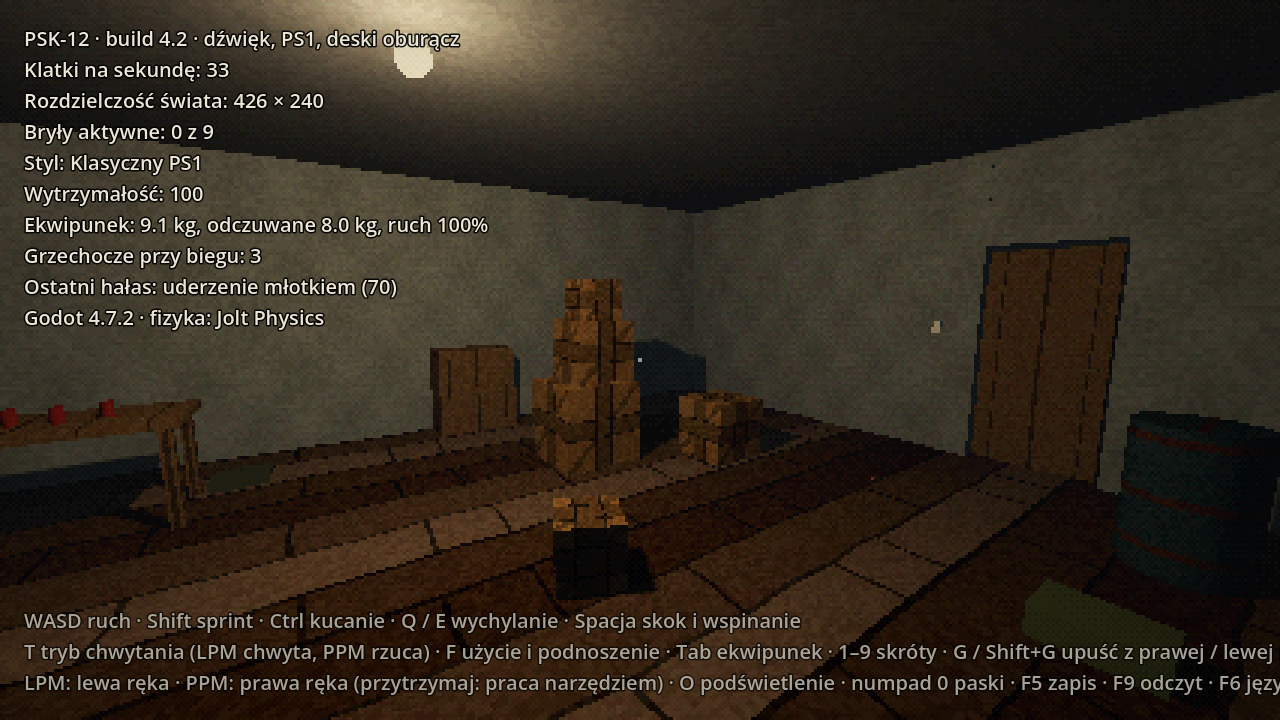 PSK-12 · build 4.2 · dźwięk, PS1, deski oburącz
Klatki na sekundę: 33
Rozdzielczość świata: 426 × 240
Bryły aktywne: 0 z 9
Styl: Klasyczny PS1
Wytrzymałość: 100
Ekwipunek: 9.1 kg, odczuwane 8.0 kg, ruch 100%
Grzechocze przy biegu: 3
Ostatni hałas: uderzenie młotkiem (70)
Godot 4.7.2 · fizyka: Jolt Physics
WASD ruch · Shift sprint · Ctrl kucanie · Q / E wychylanie · Spacja skok i wspinanie
T tryb chwytania (LPM chwyta, PPM rzuca) · F użycie i podnoszenie · Tab ekwipunek · 1–9 skróty · G / Shift+G upuść z prawej / lewej
LPM: lewa ręka · PPM: prawa ręka (przytrzymaj: praca narzędziem) · O podświetlenie · numpad 0 paski · F5 zapis · F9 odczyt · F6 języ